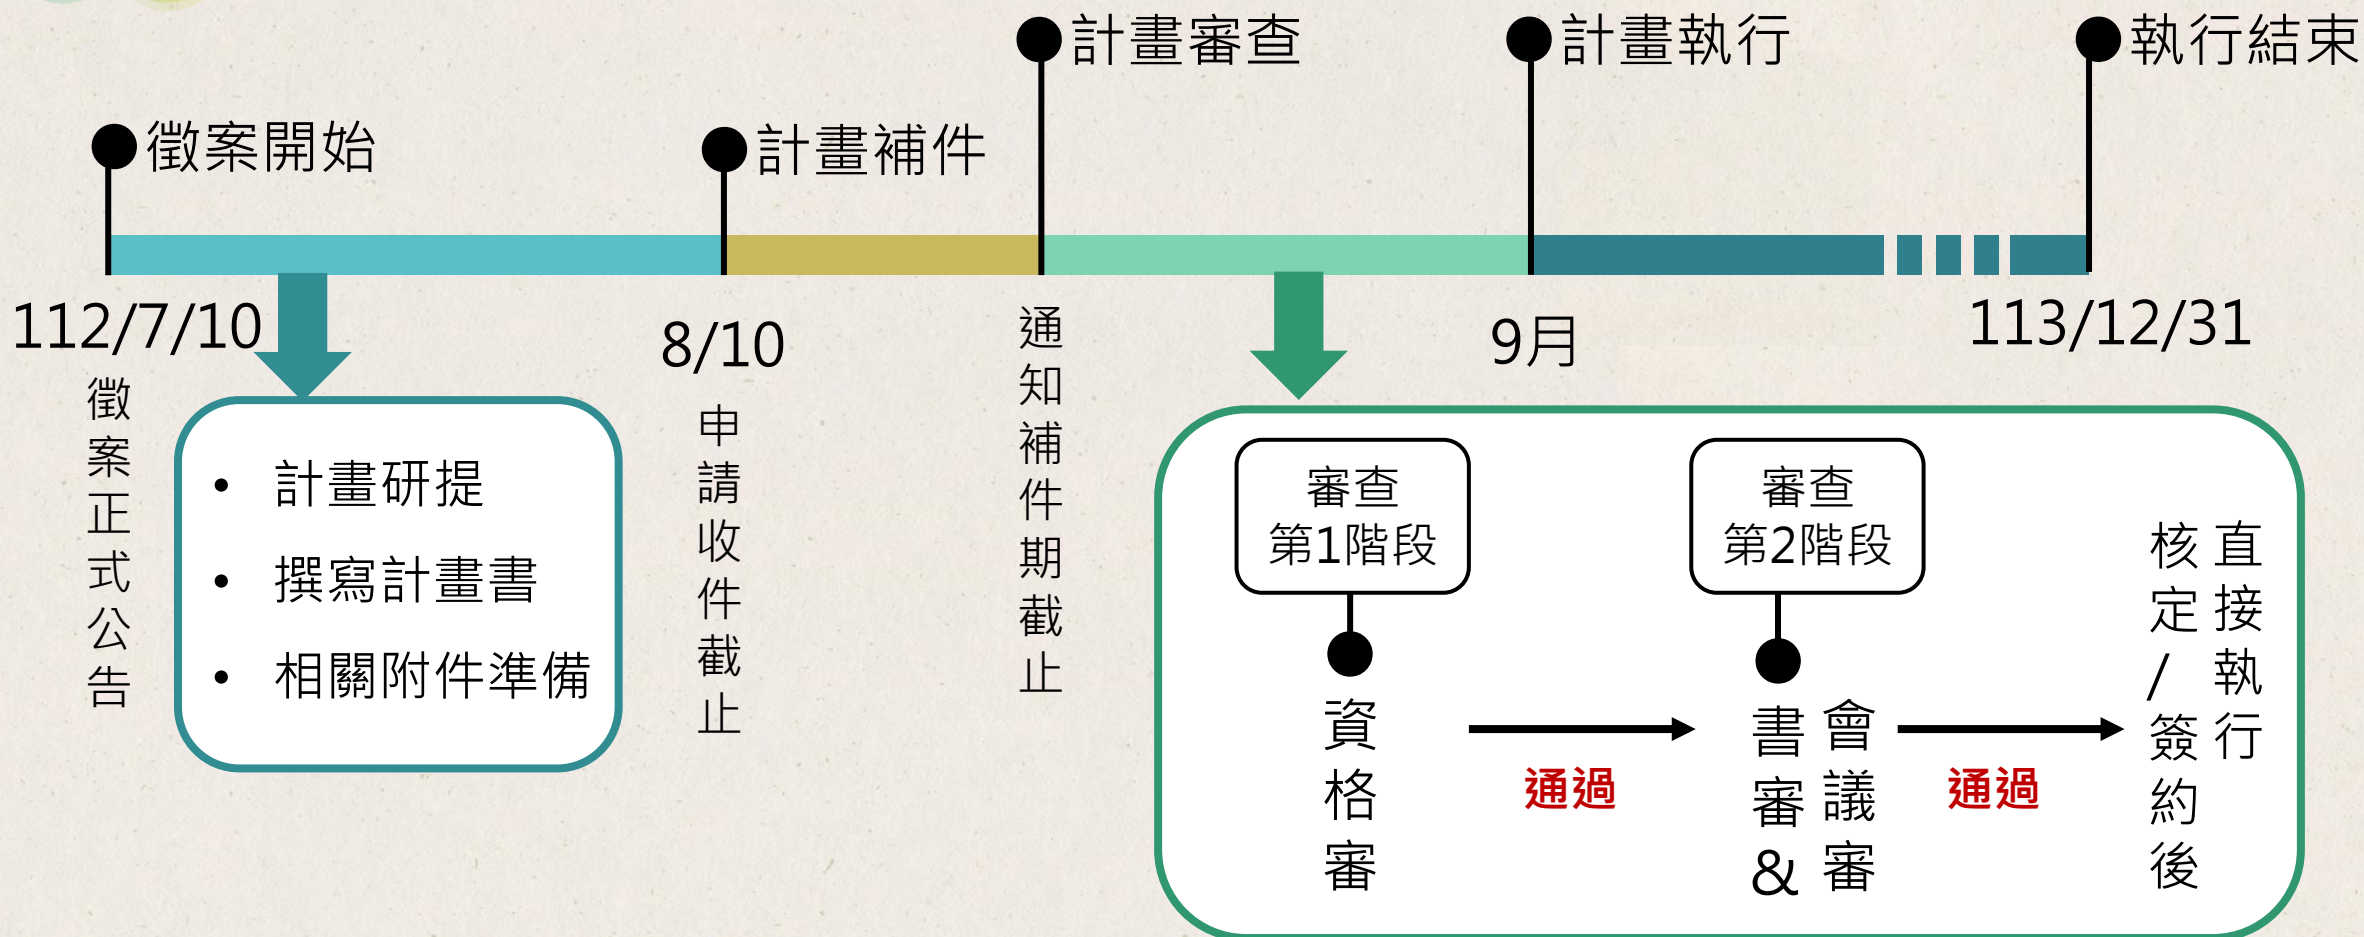 徵案開始
計畫補件
計畫審查
計畫執行
執行結束
112/7/10
徵案正式公告
8/10
申請收件截止
通知補件期截止
9月
113/12/31
• 計畫研提
• 撰寫計畫書
• 相關附件準備
審查
第1階段
資格審
通過
審查
第2階段
書審&
會議審
通過
核定/簽約後
直接執行